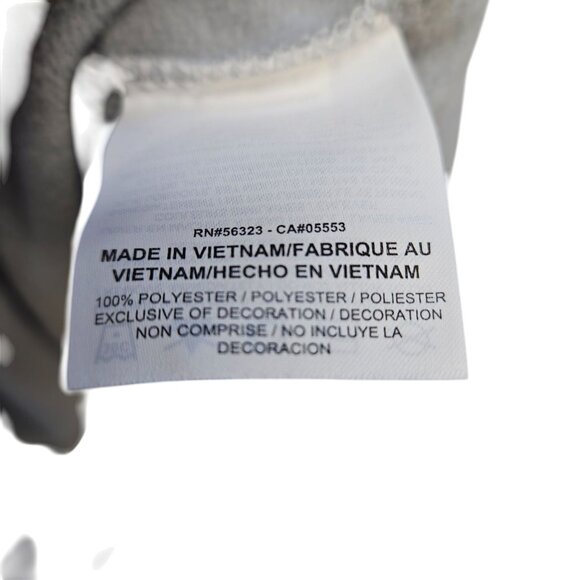 RN#56323 - CA#05553
MADE IN VIETNAM/FABRIQUE AU
VIETNAM/HECHO EN VIETNAM
100% POLYESTER / POLYESTER / POLIESTER
EXCLUSIVE OF DECORATION / DECORATION
NON COMPRISE / NO INCLUYE LA
DECORACION